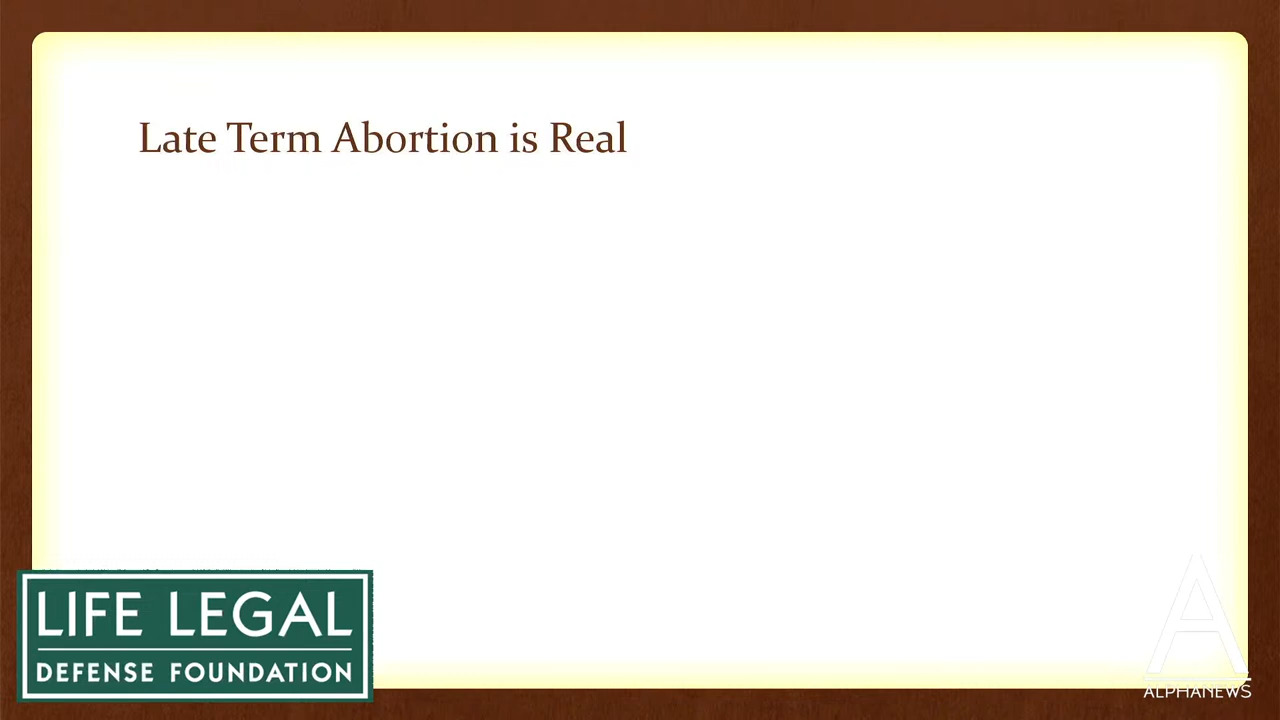 Late Term Abortion is Real
LIFE LEGAL
DEFENSE FOUNDATION
A
ALPHANEWS